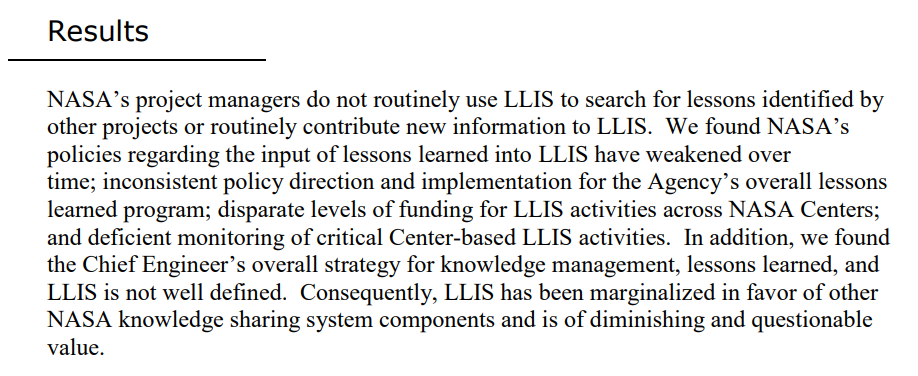 Results
NASA’s project managers do not routinely use LLIS to search for lessons identified by
other projects or routinely contribute new information to LLIS.  We found NASA’s
policies regarding the input of lessons learned into LLIS have weakened over
time; inconsistent policy direction and implementation for the Agency’s overall lessons
learned program; disparate levels of funding for LLIS activities across NASA Centers;
and deficient monitoring of critical Center-based LLIS activities.  In addition, we found
the Chief Engineer’s overall strategy for knowledge management, lessons learned, and
LLIS is not well defined.  Consequently, LLIS has been marginalized in favor of other
NASA knowledge sharing system components and is of diminishing and questionable
value.